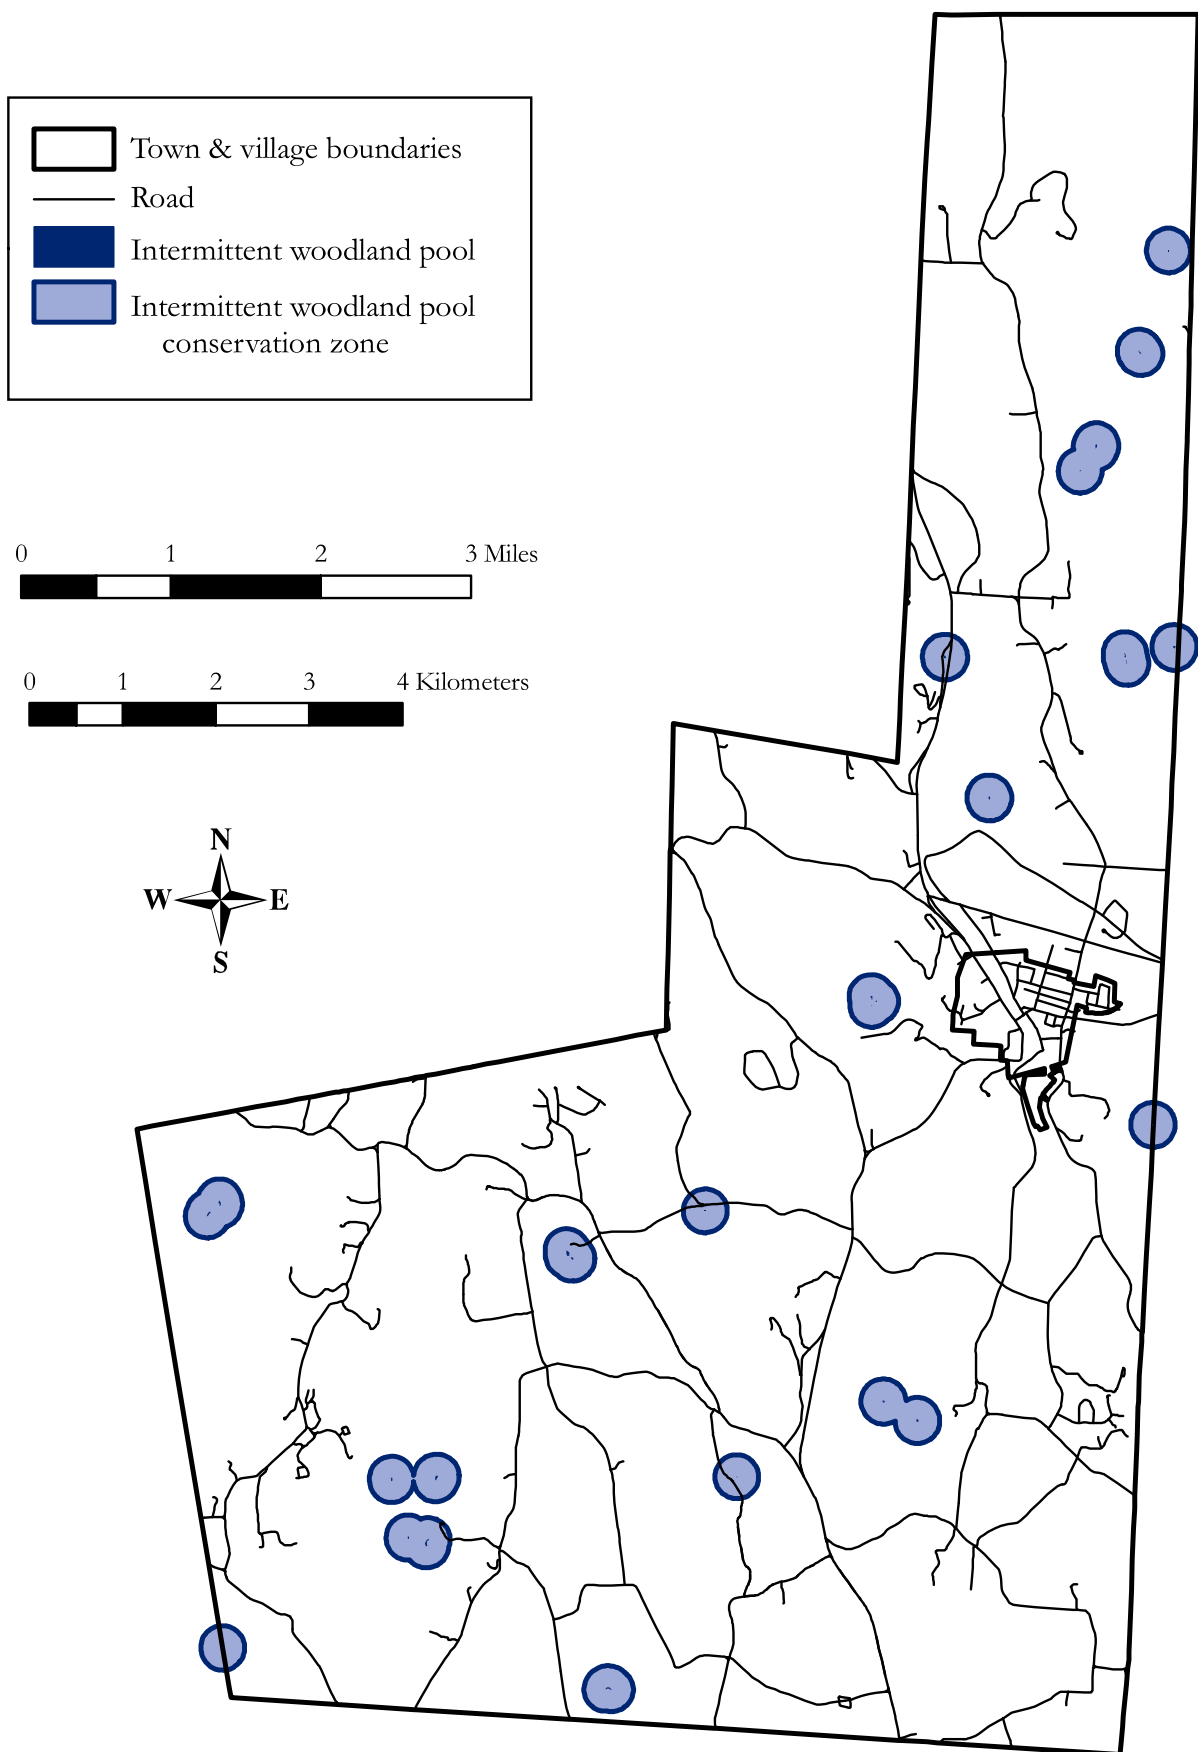 Town & village boundaries
Road
Intermittent woodland pool
Intermittent woodland pool
conservation zone
0 1 2 3 Miles
0 1 2 3 4 Kilometers
N
W E
S